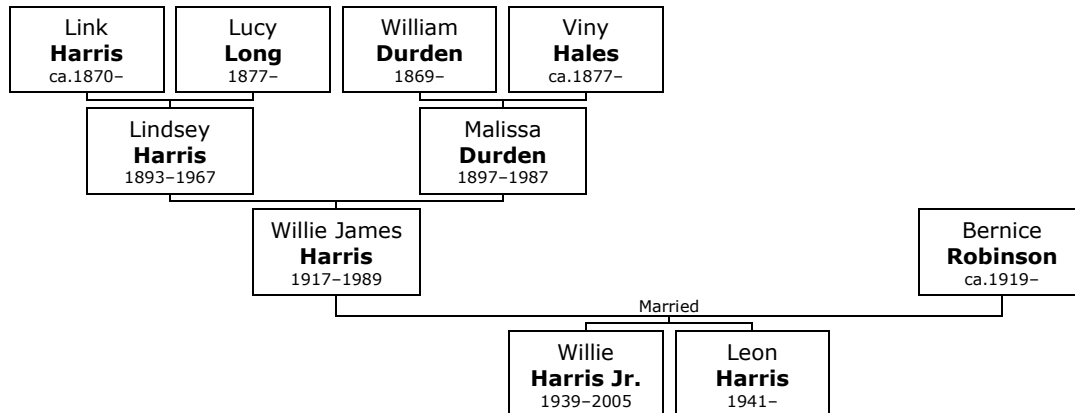 Link
Harris
ca.1870–
Lucy
Long
1877–
William
Durden
1869–
Viny
Hales
ca.1877–
Lindsey
Harris
1893–1967
Malissa
Durden
1897–1987
Willie James
Harris
1917–1989
Bernice
Robinson
ca.1919–
Married
Willie
Harris Jr.
1939–2005
Leon
Harris
1941–